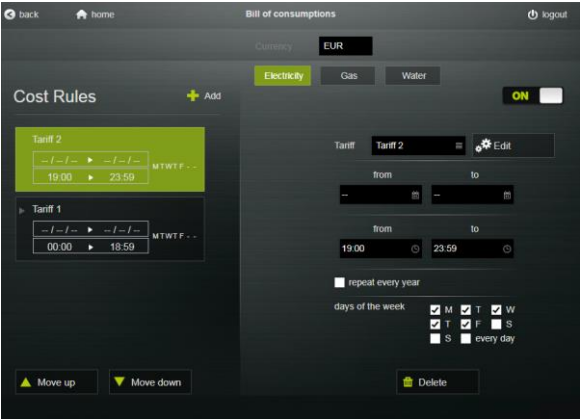 back home Bill of consumptions logout
Currency EUR
Electricity Gas Water
Cost Rules Add
ON
Tariff 2
-- / -- / -- -- / -- / --
19:00 23:59
M T W T F - -
Tariff 1
-- / -- / -- -- / -- / --
00:00 18:59
M T W T F - -
Tariff Tariff 2 Edit
from to
-- --
from to
19:00 23:59
repeat every year
days of the week M T W
T F S
S every day
Move up Move down Delete